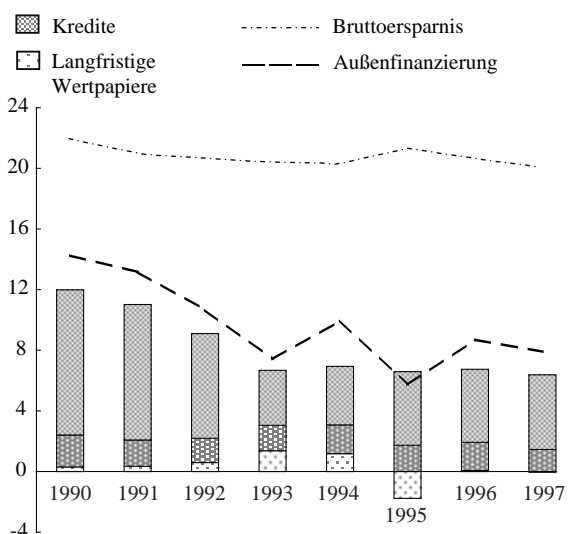 Kredite
Langfristige
Wertpapiere
Bruttoersparnis
Außenfinanzierung
24
20
16
12
8
4
0
-4
1990 1991 1992 1993 1994 1995 1996 1997